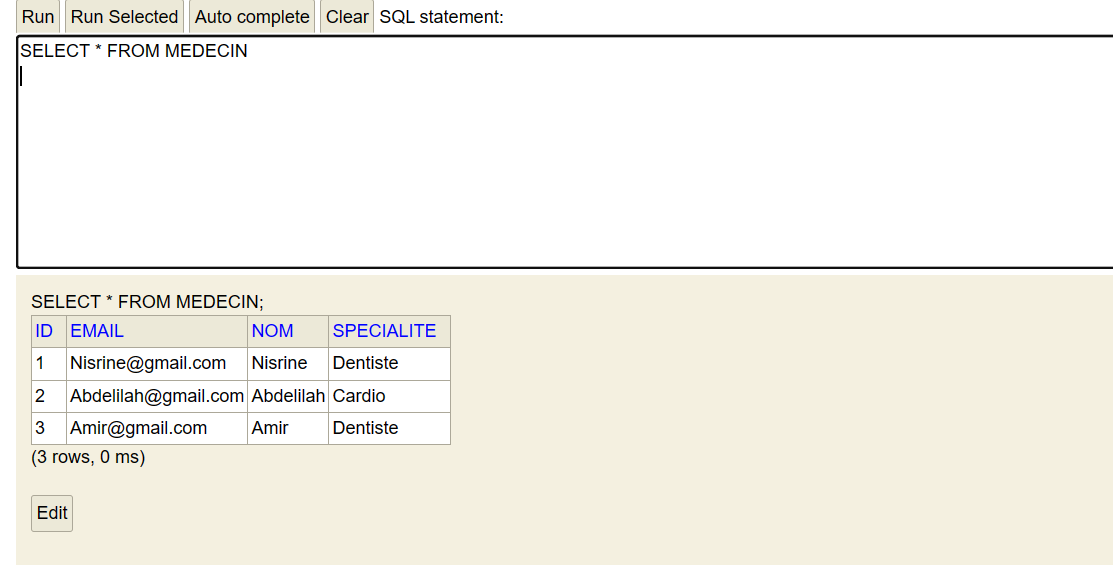 Run Run Selected Auto complete Clear SQL statement:
SELECT * FROM MEDECIN
SELECT * FROM MEDECIN;
ID EMAIL NOM SPECIALITE
1 Nisrine@gmail.com Nisrine Dentiste
2 Abdelilah@gmail.com Abdelilah Cardio
3 Amir@gmail.com Amir Dentiste
(3 rows, 0 ms)
Edit